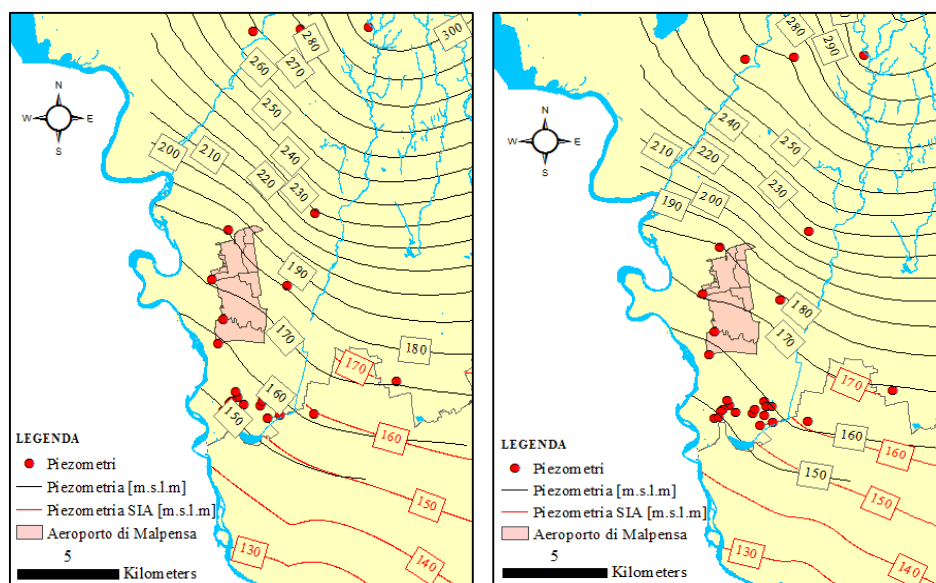 300
280
270
260
250
240
230
220
210
200
190
180
170
170
160
160
150
150
140
130
N
W E
S
LEGENDA
Piezometri
Piezometria [m.s.l.m]
Piezometria SIA [m.s.l.m]
Aeroporto di Malpensa
5
Kilometers
280
290
240
250
210
220
230
200
190
180
170
170
160
160
150
150
140
130
N
W E
S
LEGENDA
Piezometri
Piezometria [m.s.l.m]
Piezometria SIA [m.s.l.m]
Aeroporto di Malpensa
5
Kilometers